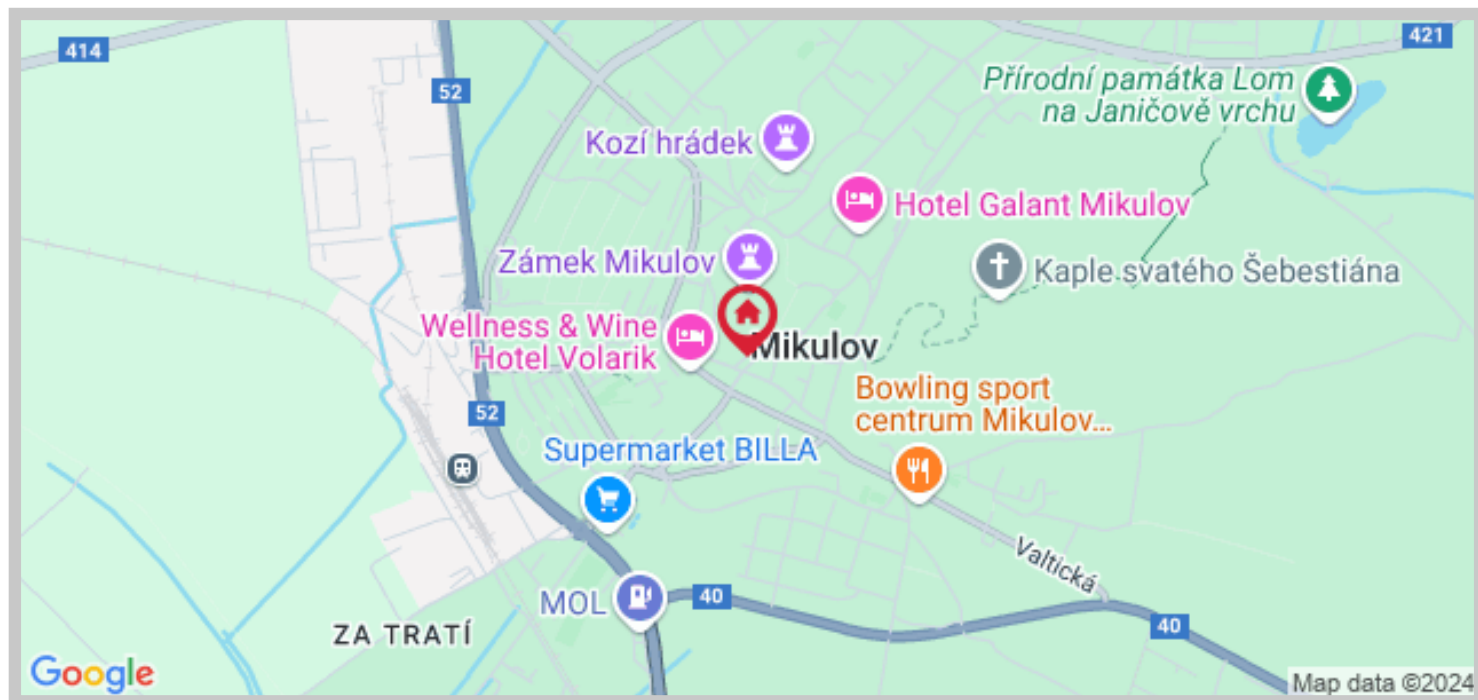 414
421
52
Přírodní památka Lom
na Janičově vrchu
Kozí hrádek
Hotel Galant Mikulov
Zámek Mikulov
Kaple svatého Šebestiána
Wellness & Wine
Hotel Volarik
Mikulov
Bowling sport
centrum Mikulov...
52
Supermarket BILLA
Valtická
MOL
40
40
ZA TRATÍ
Google
Map data ©2024